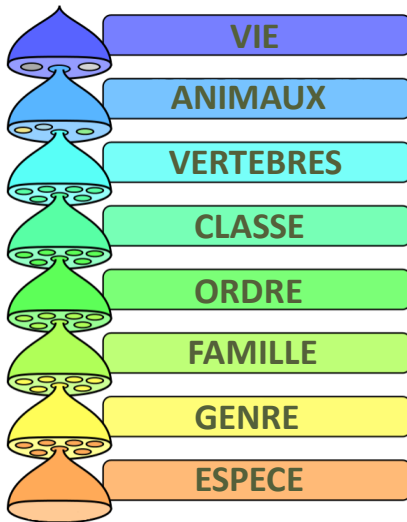 VIE
ANIMAUX
VERTEBRES
CLASSE
ORDRE
FAMILLE
GENRE
ESPECE